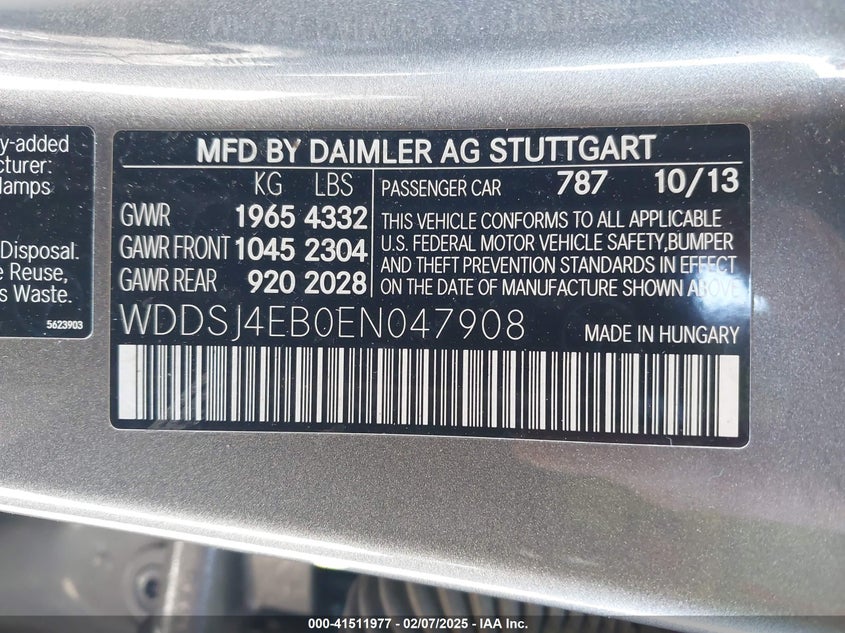 y-added
cturer:
lamps
Disposal.
e Reuse,
s Waste.
5623903
MFD BY DAIMLER AG STUTTGART
KG LBS
GWR 1965 4332
GAWR FRONT 1045 2304
GAWR REAR 920 2028
PASSENGER CAR 787 10/13
THIS VEHICLE CONFORMS TO ALL APPLICABLE
U.S. FEDERAL MOTOR VEHICLE SAFETY,BUMPER
AND THEFT PREVENTION STANDARDS IN EFFECT
ON THE DATE OF MANUFACTURE SHOWN ABOVE
WDDSJ4EB0EN047908
MADE IN HUNGARY
000-41511977 - 02/07/2025 - IAA Inc.